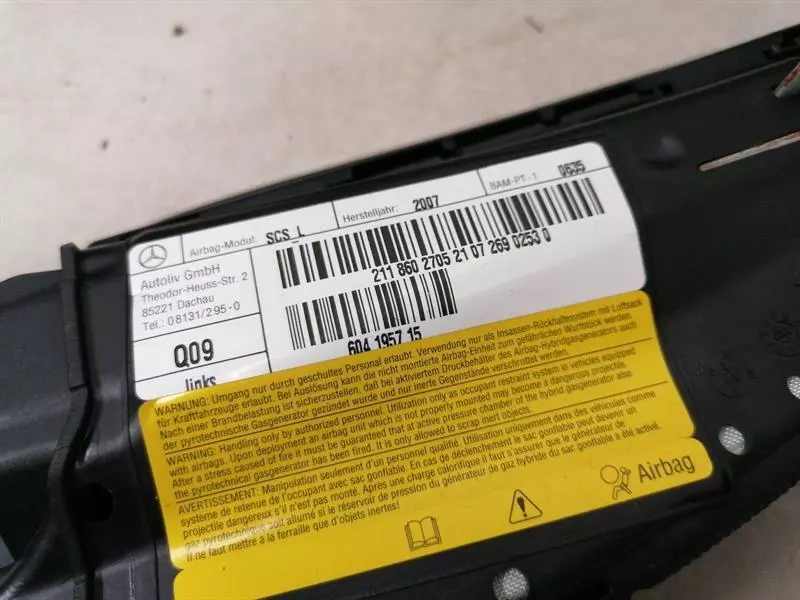 Airbag-Modul: SCS_L
Herstelljahr: 2007
BAM-PT-1 0635
Autoliv GmbH
Theodor-Heuss-Str. 2
85221 Dachau
Tel.: 08131/295-0
211 860 2705 21 07 269 0253 0
604 1957 15
Q09
links
WARNUNG: Umgang nur durch geschultes Personal erlaubt. Verwendung nur als Insassen-Rückhaltesystem mit Luftsack
für Kraftfahrzeuge erlaubt. Bei Auslösung kann die nicht montierte Airbag-Einheit zum gefährlichen Wurfstück werden.
Nach einer Brandbelastung ist sicherzustellen, daß bei aktiviertem Druckbehälter des Airbag-Hybridgasgenerators auch
der pyrotechnische Gasgenerator gezündet wurde und nur inerte Gegenstände verschrottet werden.
WARNING: Handling only by authorized personnel. Utilization only as occupant restraint system in vehicles equipped
with airbags. Upon deployment an airbag unit which is not properly mounted may become a dangerous projectile.
After a stress caused of fire it must be guaranteed that at active pressure chamber of the hybrid gasgenerator also
the pyrotechnical gasgenerator has been fired. It is only allowed to scrap inert objects.
AVERTISSEMENT: Manipulation seulement d'un personnel qualifié. Utilisation uniquement dans des véhicules comme
système de retenue de l'occupant avec sac gonflable. En cas de déclenchement le sac gonflable peut devenir un
projectile dangereux s'il n'est pas monté. Après une charge calorifique il faut s'assurer que le générateur de
gaz pyrotechnique soit allumé si le réservoir de pression du générateur de gaz hybride du sac gonflable a été activé.
Il ne faut mettre a la ferraille que d'objets inertes!
Airbag